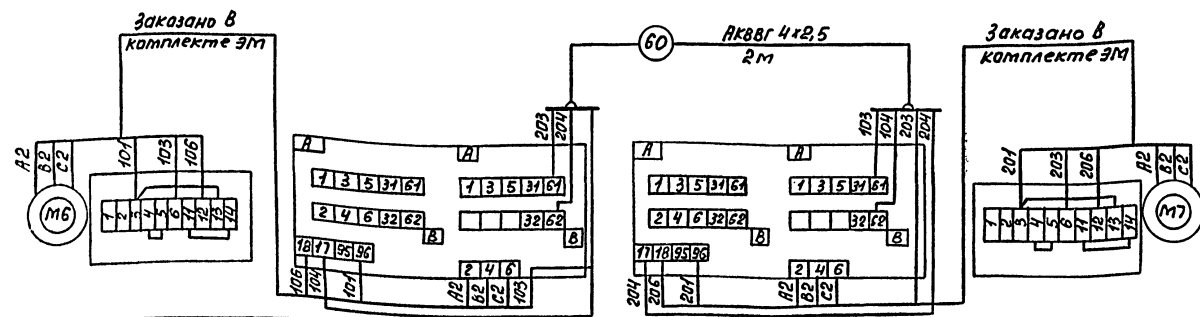 Заказано в
комплекте ЭМ
60
АКВВГ 4х2,5
2м
Заказано в
комплекте ЭМ
А2
В2
С2
101
103
106
М6
1 2 3 4 5 6 11 12 13 14
203
204
А
А
1 3 5 31 61
1 3 5 31 61
2 4 6 32 62
32 62
В
В
18 17 95 96
2 4 6
106
104
101
А2
В2
С2
103
103
104
203
204
А
А
1 3 5 31 61
1 3 5 31 61
2 4 6 32 62
32 62
В
В
17 18 95 96
2 4 6
204
206
201
А2
В2
С2
201
203
206
А2
В2
С2
1 2 3 4 5 6 11 12 13 14
М7